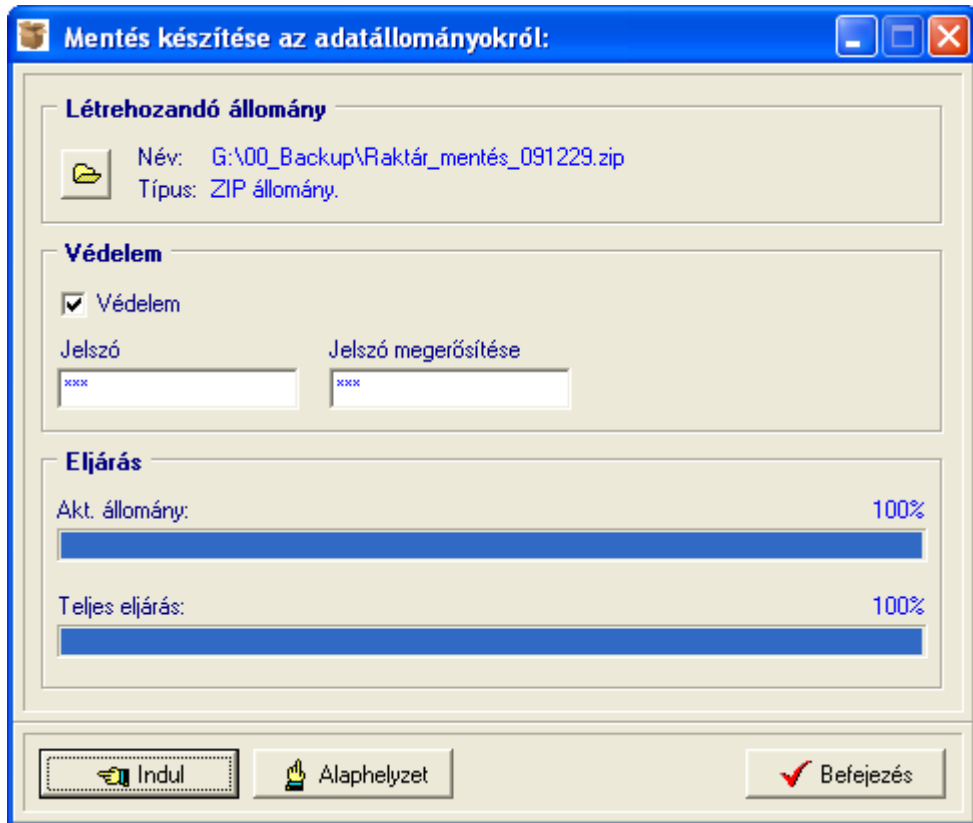 Mentés készítése az adatállományokról:
Létrehozandó állomány
Név: G:\00_Backup\Raktár_mentés_091229.zip
Típus: ZIP állomány.
Védelem
Védelem
Jelszó Jelszó megerősítése
*** ***
Eljárás
Akt. állomány: 100%
Teljes eljárás: 100%
Indul Alaphelyzet Befejezés